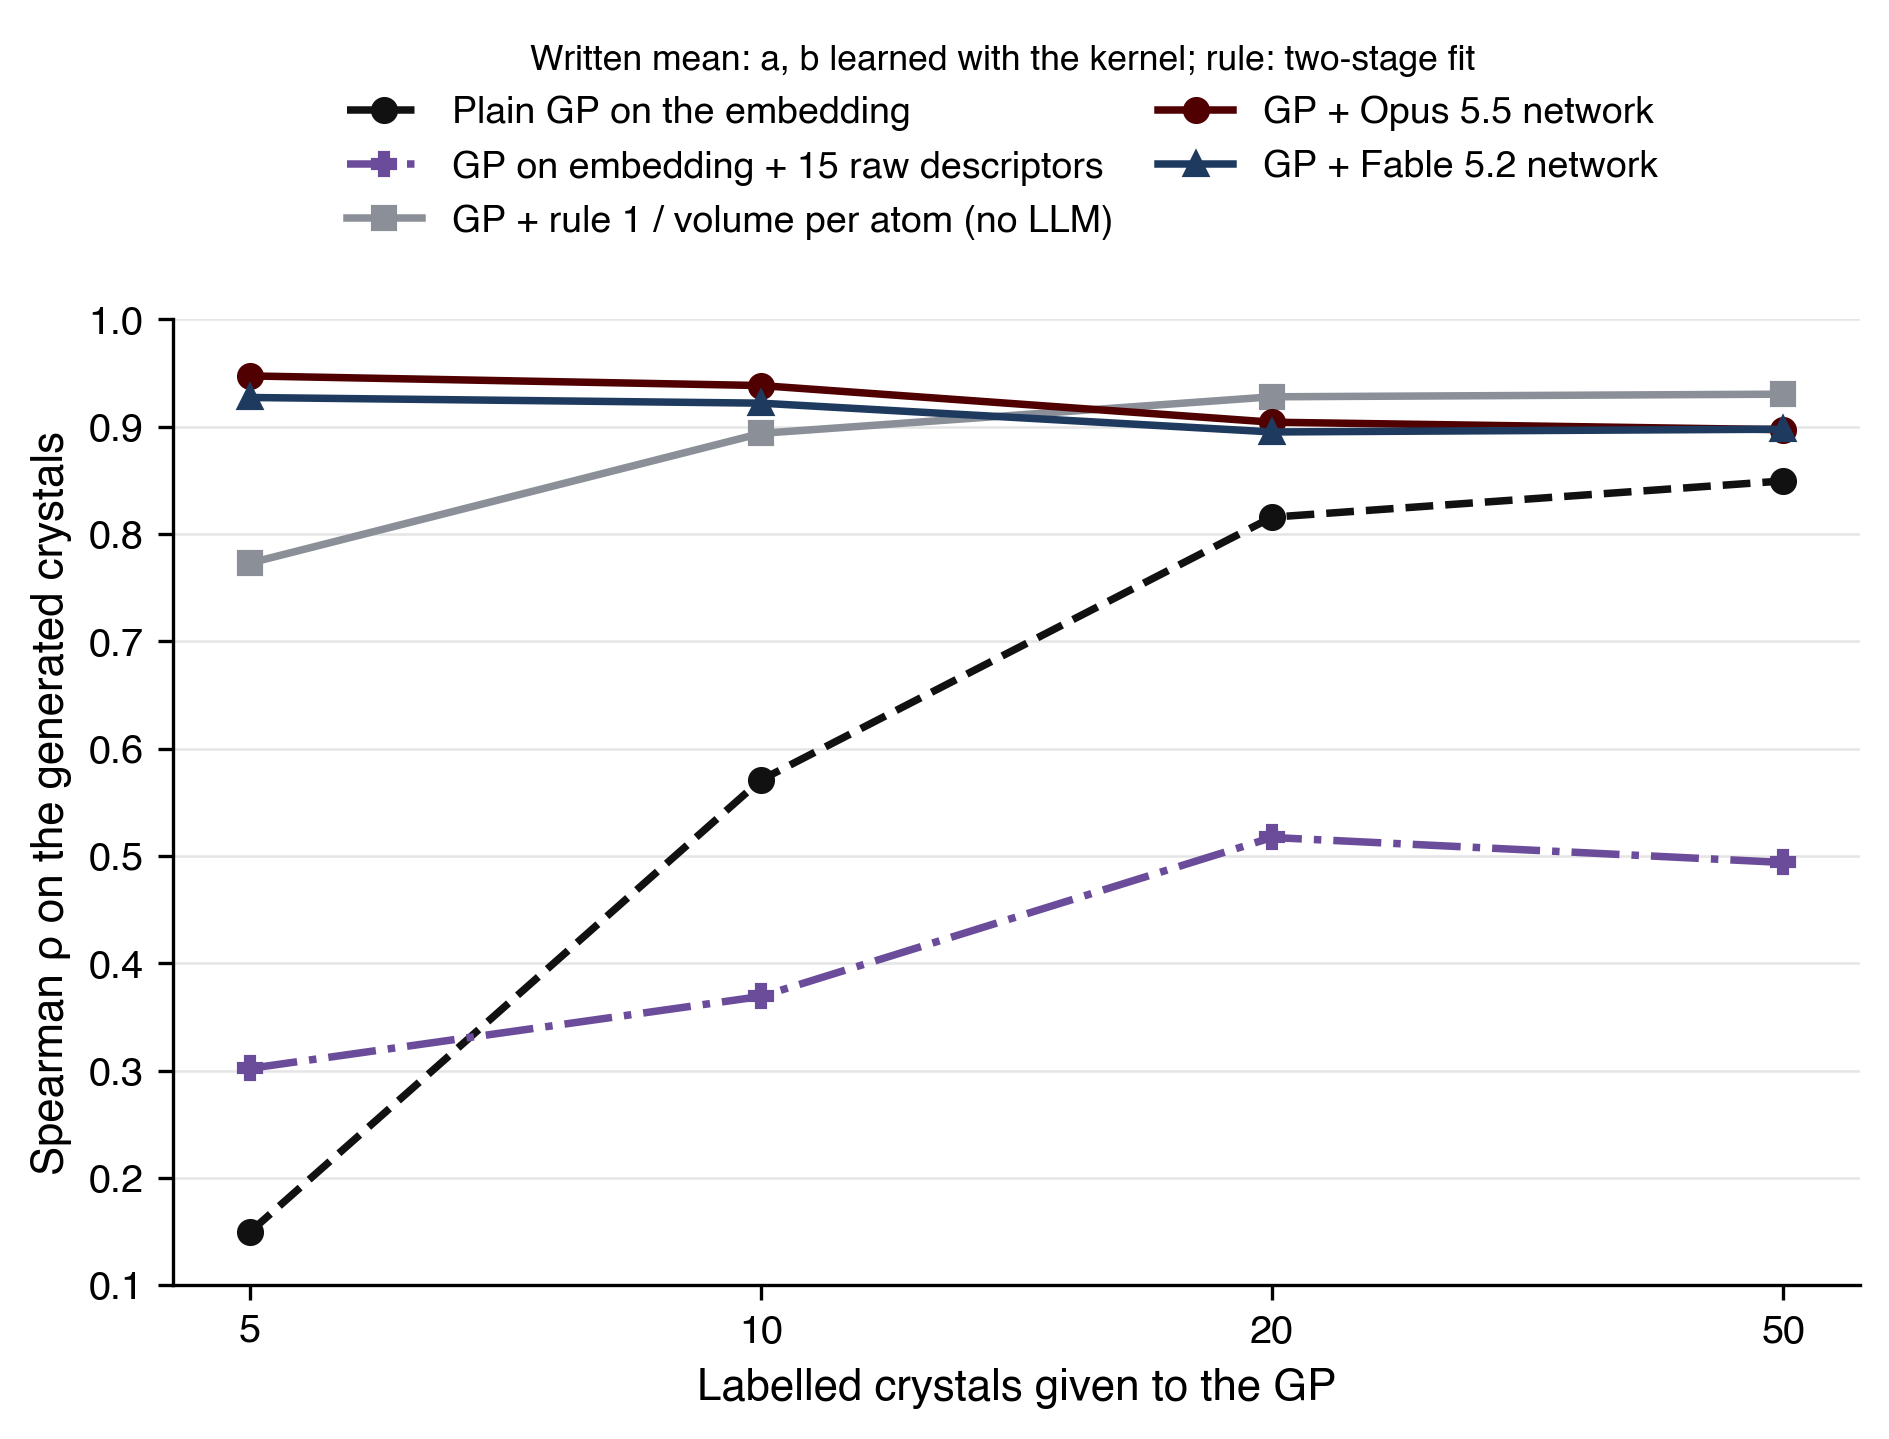 Written mean: a, b learned with the kernel; rule: two-stage fit
Plain GP on the embedding
GP on embedding + 15 raw descriptors
GP + rule 1 / volume per atom (no LLM)
GP + Opus 5.5 network
GP + Fable 5.2 network
Spearman ρ on the generated crystals
1.0
0.9
0.8
0.7
0.6
0.5
0.4
0.3
0.2
0.1
5 10 20 50
Labelled crystals given to the GP